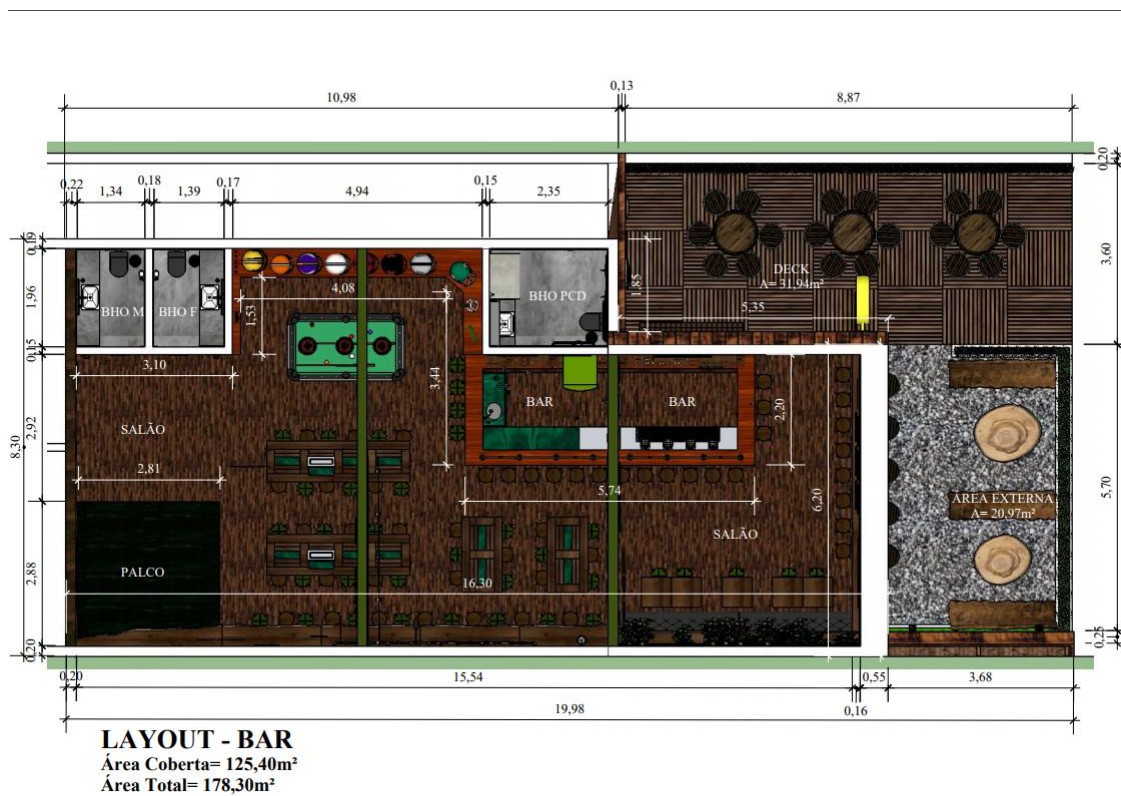 0,13
10,98
8,87
0,20
0,22
1,34
0,18
1,39
0,17
4,94
0,15
2,35
0,19
1,96
BHO M
BHO F
4,08
1,53
BHO PCD
1,85
DECK
A= 31,94m²
5,35
3,60
0,15
3,10
3,44
BAR
BAR
2,20
SALÃO
2,92
8,30
2,81
5,74
6,20
SALÃO
ÁREA EXTERNA
A= 20,97m²
5,70
PALCO
2,88
16,30
0,20
0,25
0,20
15,54
0,55
3,68
0,16
19,98
LAYOUT - BAR
Área Coberta= 125,40m²
Área Total= 178,30m²